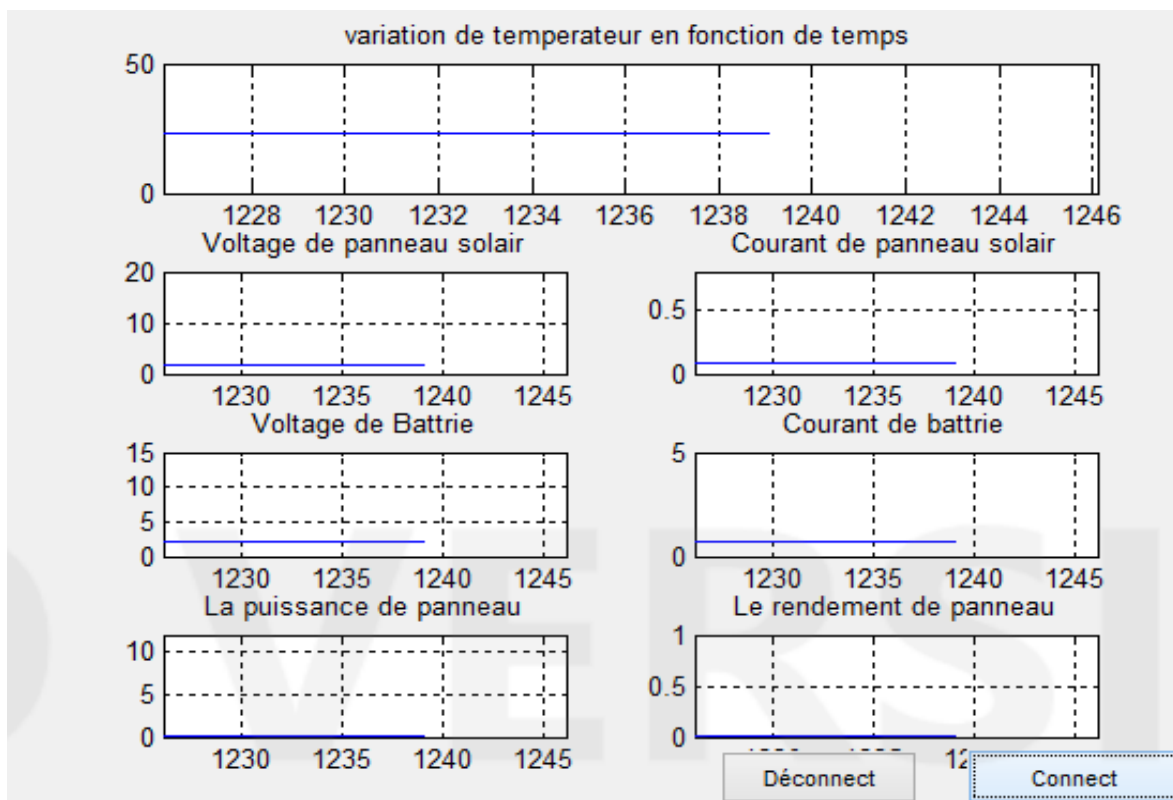 variation de temperateur en fonction de temps
50
0
1228 1230 1232 1234 1236 1238 1240 1242 1244 1246
Voltage de panneau solair
20
10
0
1230 1235 1240 1245
Courant de panneau solair
0.5
0
1230 1235 1240 1245
Voltage de Battrie
15
10
5
0
1230 1235 1240 1245
Courant de battrie
5
0
1230 1235 1240 1245
La puissance de panneau
10
5
0
1230 1235 1240 1245
Le rendement de panneau
1
0.5
0
Déconnect
Connect
VERSI